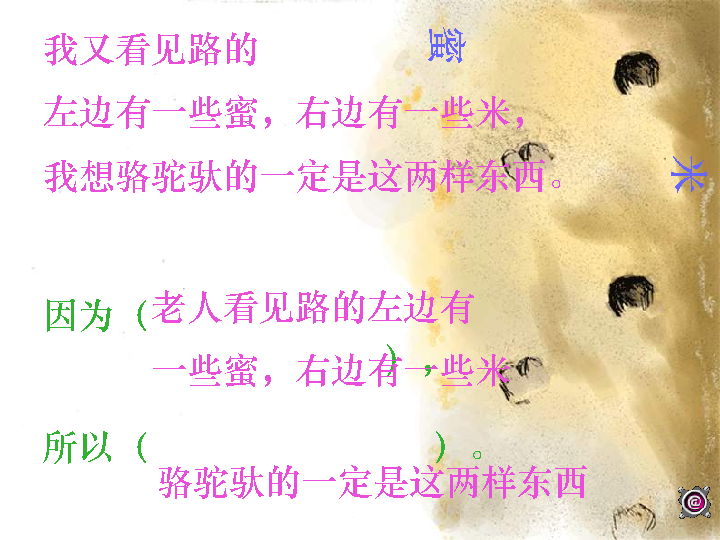 我又看见路的
蜜
左边有一些蜜，右边有一些米，
我想骆驼驮的一定是这两样东西。
米
因为（老人看见路的左边有
一些蜜，右边有一些米），
所以（ ）。
骆驼驮的一定是这两样东西